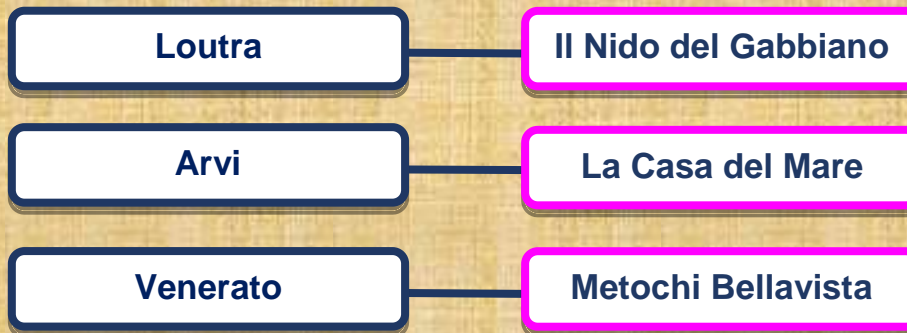 Loutra
Il Nido del Gabbiano
Arvi
La Casa del Mare
Venerato
Metochi Bellavista